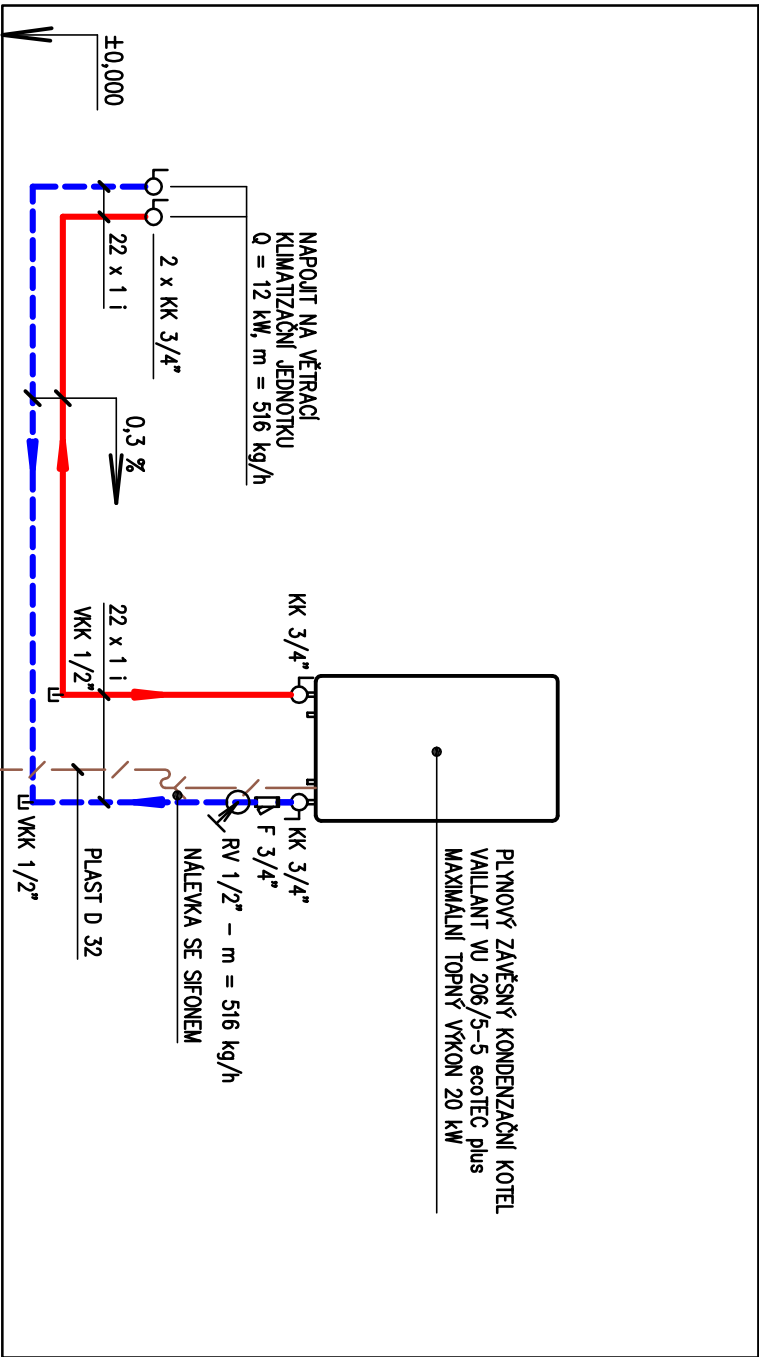 PLYNOVÝ ZÁVĚSNÝ KONDENZAČNÍ KOTEL
VAILLANT VU 206/5-5 ecoTEC plus
MAXIMÁLNÍ TOPNÝ VÝKON 20 kW
NAPOJIT NA VĚTRACÍ
KLIMATIZAČNÍ JEDNOTKU
Q = 12 kW, m = 516 kg/h
KK 3/4"
KK 3/4"
F 3/4"
RV 1/2" - m = 516 kg/h
NÁLEVKA SE SIFONEM
2 x KK 3/4"
22 x 1 i
0,3 %
22 x 1 i
VKK 1/2"
PLAST D 32
VKK 1/2"
±0,000